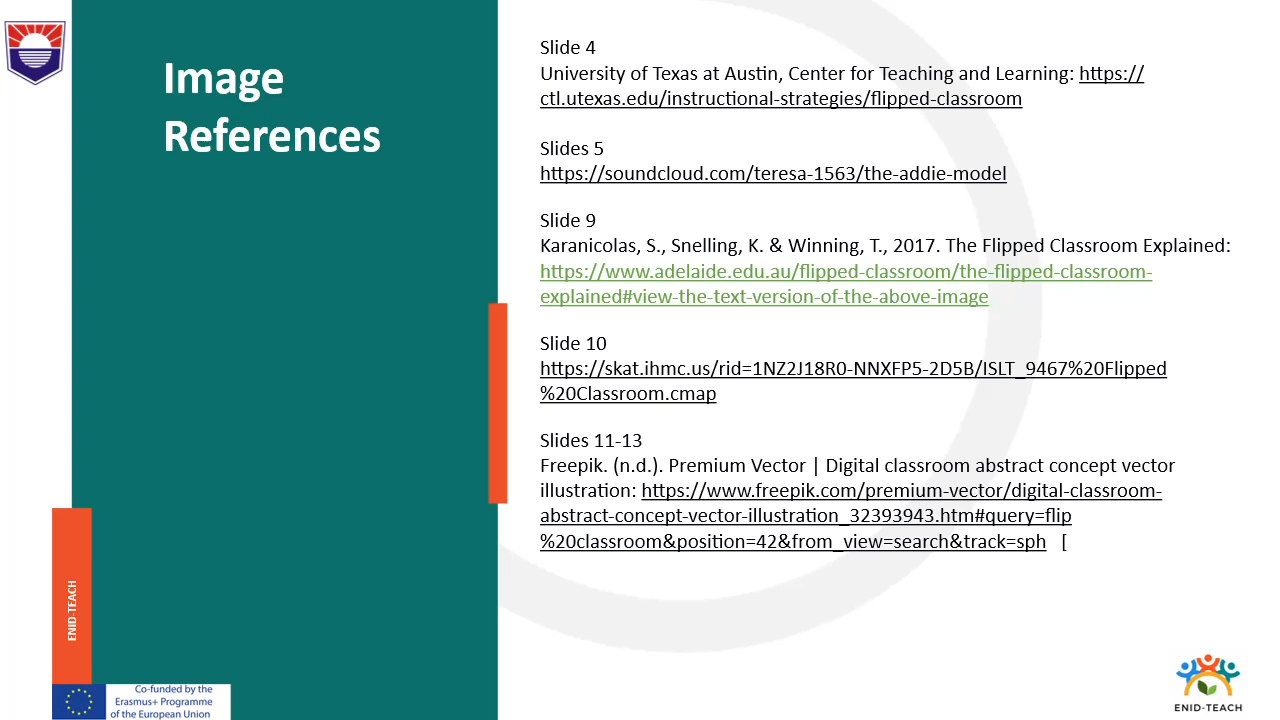 Image
References
Slide 4
University of Texas at Austin, Center for Teaching and Learning: https://
ctl.utexas.edu/instructional-strategies/flipped-classroom
Slides 5
https://soundcloud.com/teresa-1563/the-addie-model
Slide 9
Karanicolas, S., Snelling, K. & Winning, T., 2017. The Flipped Classroom Explained:
https://www.adelaide.edu.au/flipped-classroom/the-flipped-classroom-
explained#view-the-text-version-of-the-above-image
Slide 10
https://skat.ihmc.us/rid=1NZ2J18R0-NNXFP5-2D5B/ISLT_9467%20Flipped
%20Classroom.cmap
Slides 11-13
Freepik. (n.d.). Premium Vector | Digital classroom abstract concept vector
illustration: https://www.freepik.com/premium-vector/digital-classroom-
abstract-concept-vector-illustration_32393943.htm#query=flip
%20classroom&position=42&from_view=search&track=sph [
ENID-TEACH
Co-funded by the
Erasmus+ Programme
of the European Union
ENID-TEACH